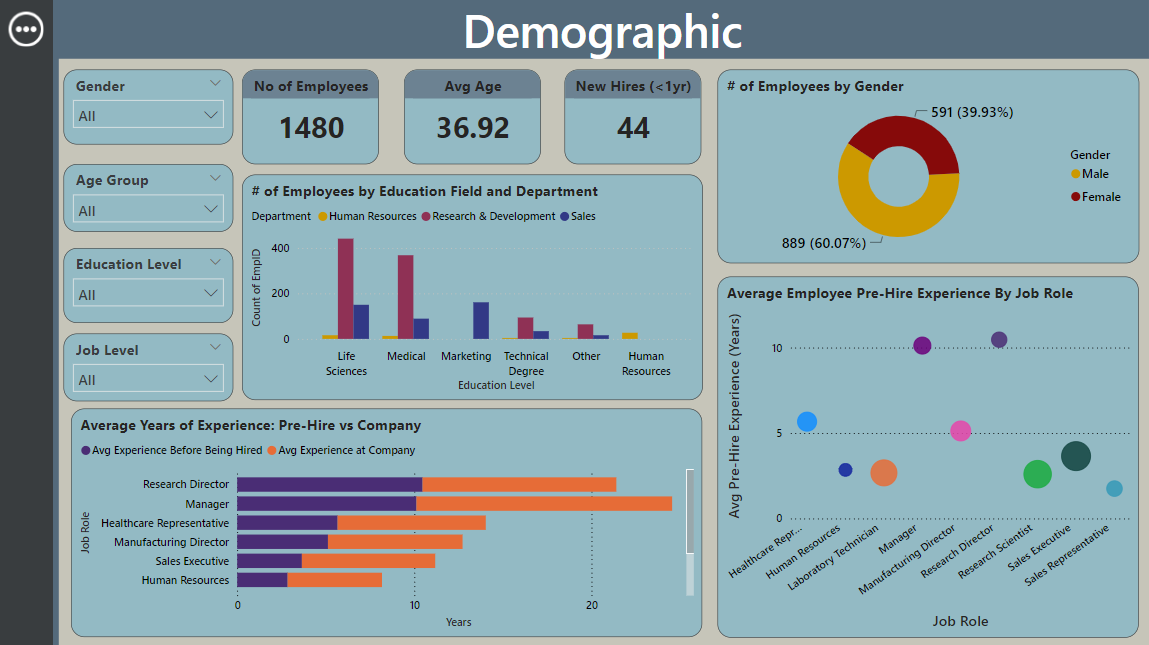 Demographic
Gender
All
Age Group
All
Education Level
All
Job Level
All
No of Employees
1480
Avg Age
36.92
New Hires (<1yr)
44
# of Employees by Gender
591 (39.93%)
889 (60.07%)
Gender
Male
Female
# of Employees by Education Field and Department
Department Human Resources Research & Development Sales
Count of EmpID
400
200
0
Life Sciences
Medical
Marketing
Technical Degree
Other
Human Resources
Education Level
Average Employee Pre-Hire Experience By Job Role
Avg Pre-Hire Experience (Years)
10
5
0
Healthcare Repr...
Human Resources
Laboratory Technician
Manager
Manufacturing Director
Research Director
Research Scientist
Sales Executive
Sales Representative
Job Role
Average Years of Experience: Pre-Hire vs Company
Avg Experience Before Being Hired Avg Experience at Company
Job Role
Research Director
Manager
Healthcare Representative
Manufacturing Director
Sales Executive
Human Resources
0 10 20
Years